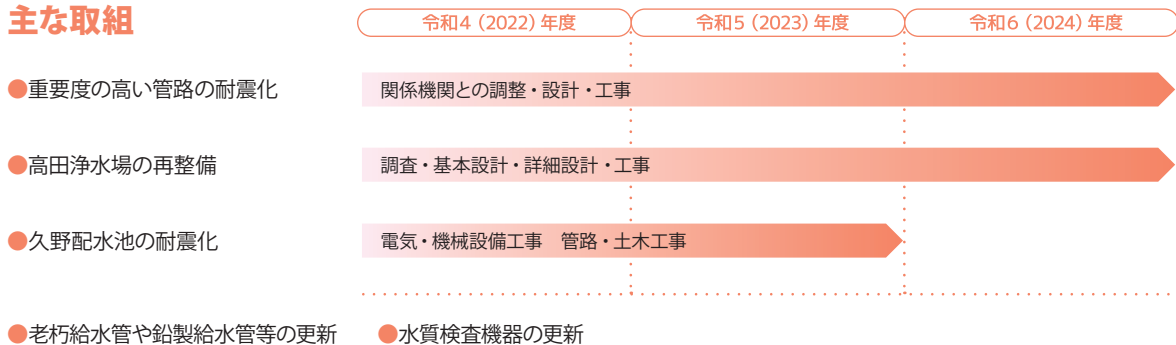 主な取組
令和4（2022）年度 令和5（2023）年度 令和6（2024）年度
●重要度の高い管路の耐震化 関係機関との調整・設計・工事
●高田浄水場の再整備 調査・基本設計・詳細設計・工事
●久野配水池の耐震化 電気・機械設備工事　管路・土木工事
●老朽給水管や鉛製給水管等の更新 ●水質検査機器の更新